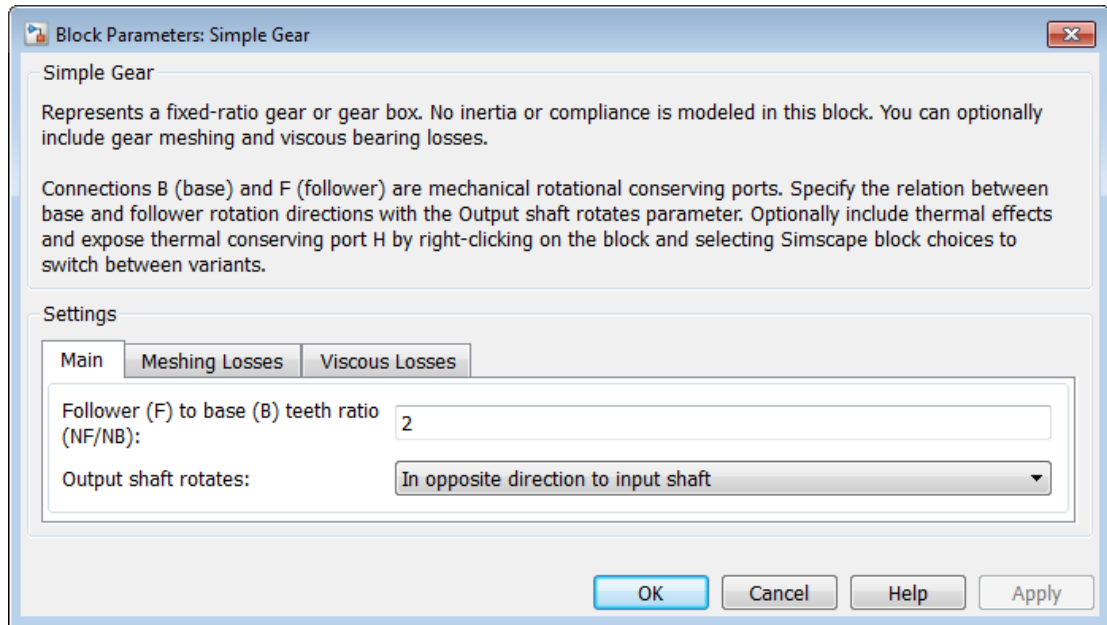 Block Parameters: Simple Gear
Simple Gear
Represents a fixed-ratio gear or gear box. No inertia or compliance is modeled in this block. You can optionally
include gear meshing and viscous bearing losses.
Connections B (base) and F (follower) are mechanical rotational conserving ports. Specify the relation between
base and follower rotation directions with the Output shaft rotates parameter. Optionally include thermal effects
and expose thermal conserving port H by right-clicking on the block and selecting Simscape block choices to
switch between variants.
Settings
Main Meshing Losses Viscous Losses
Follower (F) to base (B) teeth ratio
(NF/NB):
2
Output shaft rotates: In opposite direction to input shaft
OK Cancel Help Apply